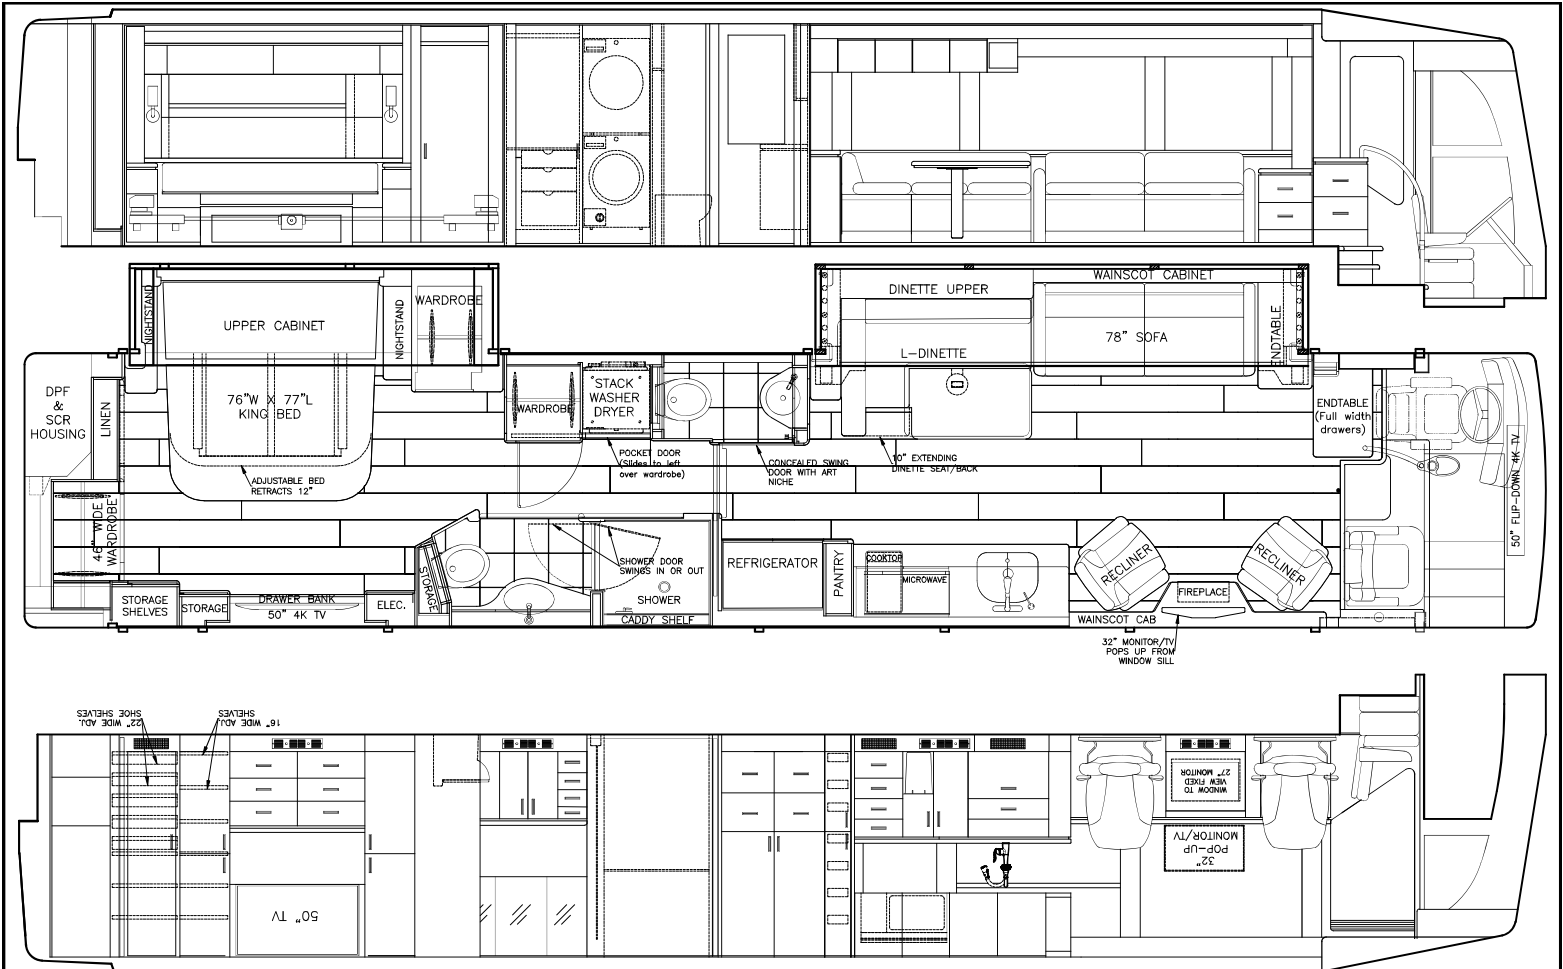 WAINSCOT CABINET
DINETTE UPPER
NIGHTSTAND
UPPER CABINET
NIGHTSTAND
WARDROBE
L-DINETTE
78" SOFA
ENDTABLE
DPF
&
SCR
HOUSING
LINEN
76"W X 77"L
KING BED
WARDROBE
STACK
WASHER
DRYER
ENDTABLE
(Full width
drawers)
50" FLIP-DOWN 4K TV
ADJUSTABLE BED
RETRACTS 12"
POCKET DOOR
(Slides to left
over wardrobe)
CONCEALED SWING
DOOR WITH ART
NICHE
10" EXTENDING
DINETTE SEAT/BACK
46" WIDE
WARDROBE
STORAGE
SHELVES
STORAGE
DRAWER BANK
50" 4K TV
ELEC.
STORAGE
SHOWER DOOR
SWINGS IN OR OUT
SHOWER
CADDY SHELF
REFRIGERATOR
PANTRY
COOKTOP
MICROWAVE
RECLINER
RECLINER
FIREPLACE
WAINSCOT CAB
32" MONITOR/TV
POPS UP FROM
WINDOW SILL
22" WIDE ADJ.
SHOE SHELVES
16" WIDE ADJ.
SHELVES
50" TV
WINDOW TO
VIEW FIXED
27" MONITOR
32"
POP-UP
MONITOR/TV